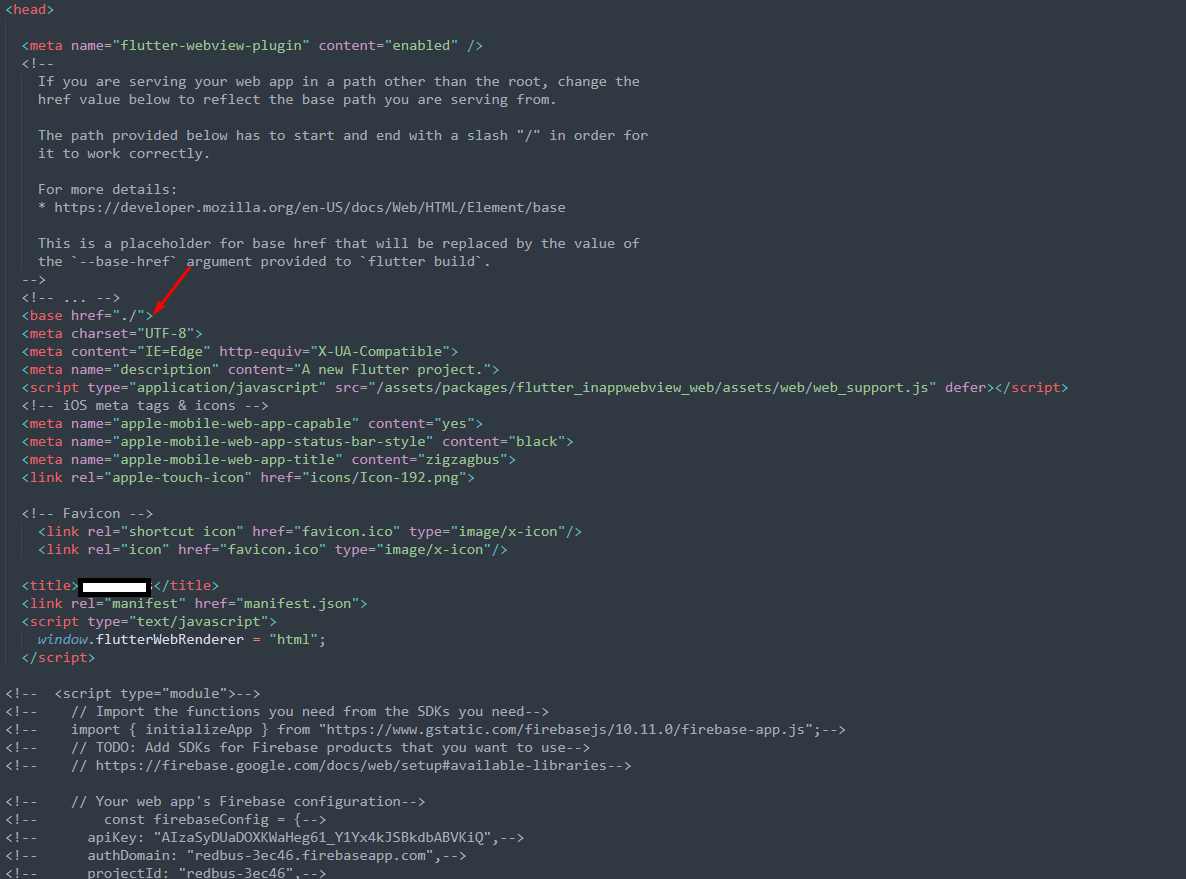 <head>
<meta name="flutter-webview-plugin" content="enabled" />
<!--
If you are serving your web app in a path other than the root, change the
href value below to reflect the base path you are serving from.
The path provided below has to start and end with a slash "/" in order for
it to work correctly.
For more details:
* https://developer.mozilla.org/en-US/docs/Web/HTML/Element/base
This is a placeholder for base href that will be replaced by the value of
the `--base-href` argument provided to `flutter build`.
-->
<!-- ... -->
<base href="./">
<meta charset="UTF-8">
<meta content="IE=Edge" http-equiv="X-UA-Compatible">
<meta name="description" content="A new Flutter project.">
<script type="application/javascript" src="/assets/packages/flutter_inappwebview_web/assets/web/web_support.js" defer></script>
<!-- iOS meta tags & icons -->
<meta name="apple-mobile-web-app-capable" content="yes">
<meta name="apple-mobile-web-app-status-bar-style" content="black">
<meta name="apple-mobile-web-app-title" content="zigzagbus">
<link rel="apple-touch-icon" href="icons/Icon-192.png">
<!-- Favicon -->
<link rel="shortcut icon" href="favicon.ico" type="image/x-icon"/>
<link rel="icon" href="favicon.ico" type="image/x-icon"/>
<title></title>
<link rel="manifest" href="manifest.json">
<script type="text/javascript">
window.flutterWebRenderer = "html";
</script>
<!-- <script type="module">-->
<!-- // Import the functions you need from the SDKs you need-->
<!-- import { initializeApp } from "https://www.gstatic.com/firebasejs/10.11.0/firebase-app.js";-->
<!-- // TODO: Add SDKs for Firebase products that you want to use-->
<!-- // https://firebase.google.com/docs/web/setup#available-libraries-->
<!-- // Your web app's Firebase configuration-->
<!-- const firebaseConfig = {-->
<!-- apiKey: "AIzaSyDUaDOXKWaHeg61_Y1Yx4kJSBkdbABVKiQ",-->
<!-- authDomain: "redbus-3ec46.firebaseapp.com",-->
<!-- projectId: "redbus-3ec46",-->